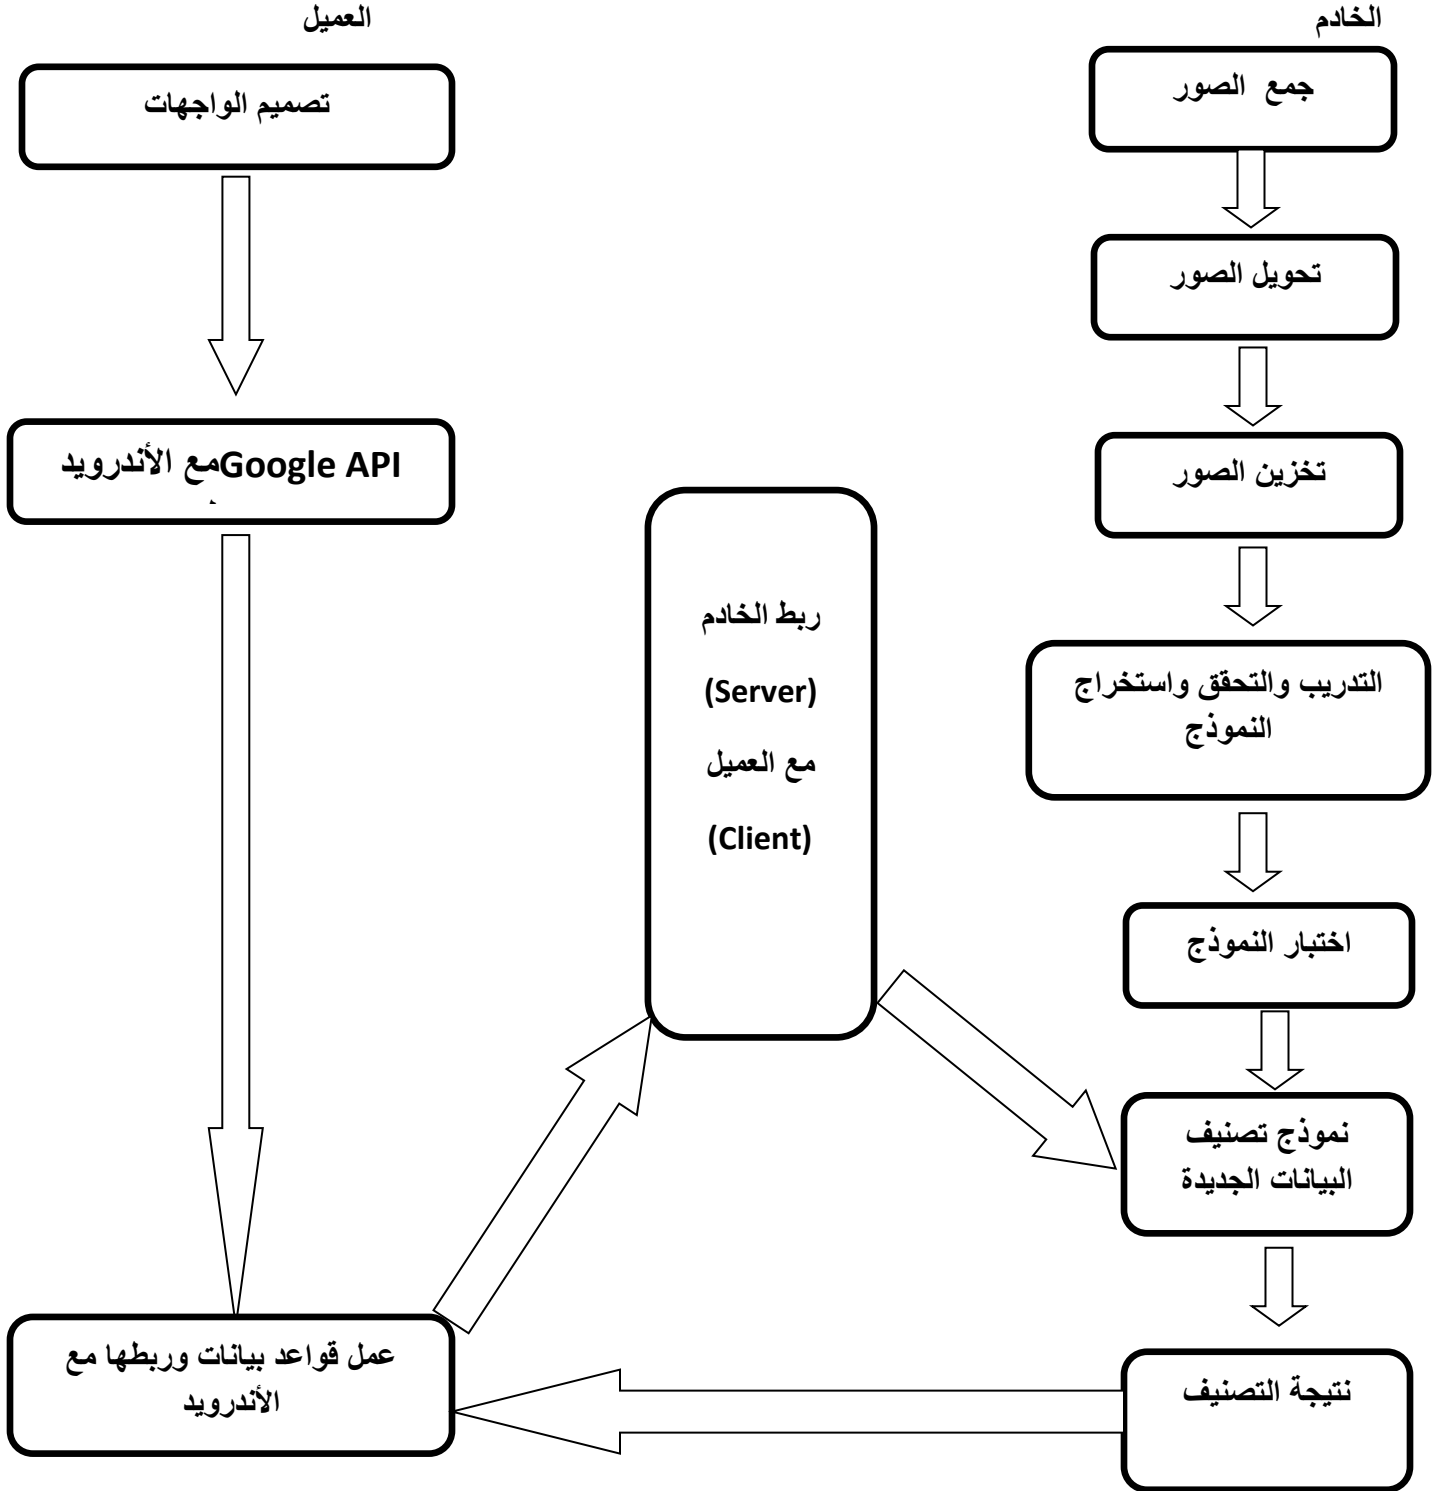 الخادم
جمع الصور
تحويل الصور
تخزين الصور
التدريب والتحقق واستخراج
النموذج
اختبار النموذج
نموذج تصنيف
البيانات الجديدة
نتيجة التصنيف
ربط الخادم
(Server)
مع العميل
(Client)
العميل
تصميم الواجهات
Google APIمع الأندرويد
عمل قواعد بيانات وربطها مع
الأندرويد